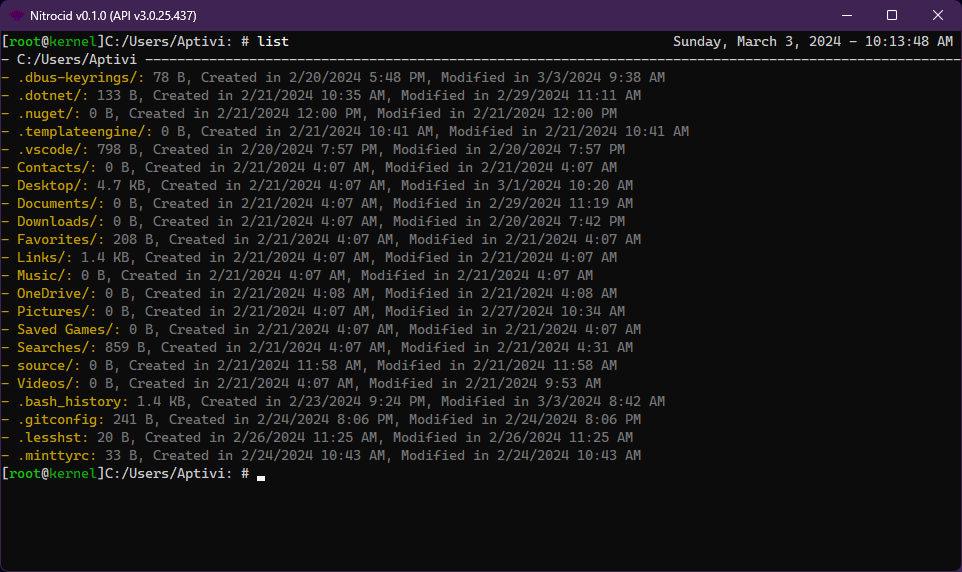 Nitrocid v0.1.0 (API v3.0.25.437)
[root@kernel]C:/Users/Aptivi: # list Sunday, March 3, 2024 - 10:13:48 AM
- C:/Users/Aptivi ------------------------------------------------------------------------------------------------------
- .dbus-keyrings/: 78 B, Created in 2/20/2024 5:48 PM, Modified in 3/3/2024 9:38 AM
- .dotnet/: 133 B, Created in 2/21/2024 10:35 AM, Modified in 2/29/2024 11:11 AM
- .nuget/: 0 B, Created in 2/21/2024 12:00 PM, Modified in 2/21/2024 12:00 PM
- .templateengine/: 0 B, Created in 2/21/2024 10:41 AM, Modified in 2/21/2024 10:41 AM
- .vscode/: 798 B, Created in 2/20/2024 7:57 PM, Modified in 2/20/2024 7:57 PM
- Contacts/: 0 B, Created in 2/21/2024 4:07 AM, Modified in 2/21/2024 4:07 AM
- Desktop/: 4.7 KB, Created in 2/21/2024 4:07 AM, Modified in 3/1/2024 10:20 AM
- Documents/: 0 B, Created in 2/21/2024 4:07 AM, Modified in 2/29/2024 11:19 AM
- Downloads/: 0 B, Created in 2/21/2024 4:07 AM, Modified in 2/20/2024 7:42 PM
- Favorites/: 208 B, Created in 2/21/2024 4:07 AM, Modified in 2/21/2024 4:07 AM
- Links/: 1.4 KB, Created in 2/21/2024 4:07 AM, Modified in 2/21/2024 4:07 AM
- Music/: 0 B, Created in 2/21/2024 4:07 AM, Modified in 2/21/2024 4:07 AM
- OneDrive/: 0 B, Created in 2/21/2024 4:08 AM, Modified in 2/21/2024 4:08 AM
- Pictures/: 0 B, Created in 2/21/2024 4:07 AM, Modified in 2/27/2024 10:34 AM
- Saved Games/: 0 B, Created in 2/21/2024 4:07 AM, Modified in 2/21/2024 4:07 AM
- Searches/: 859 B, Created in 2/21/2024 4:07 AM, Modified in 2/21/2024 4:31 AM
- source/: 0 B, Created in 2/21/2024 11:58 AM, Modified in 2/21/2024 11:58 AM
- Videos/: 0 B, Created in 2/21/2024 4:07 AM, Modified in 2/21/2024 9:53 AM
- .bash_history: 1.4 KB, Created in 2/23/2024 9:24 PM, Modified in 3/3/2024 8:42 AM
- .gitconfig: 241 B, Created in 2/24/2024 8:06 PM, Modified in 2/24/2024 8:06 PM
- .lesshst: 20 B, Created in 2/26/2024 11:25 AM, Modified in 2/26/2024 11:25 AM
- .minttyrc: 33 B, Created in 2/24/2024 10:43 AM, Modified in 2/24/2024 10:43 AM
[root@kernel]C:/Users/Aptivi: #